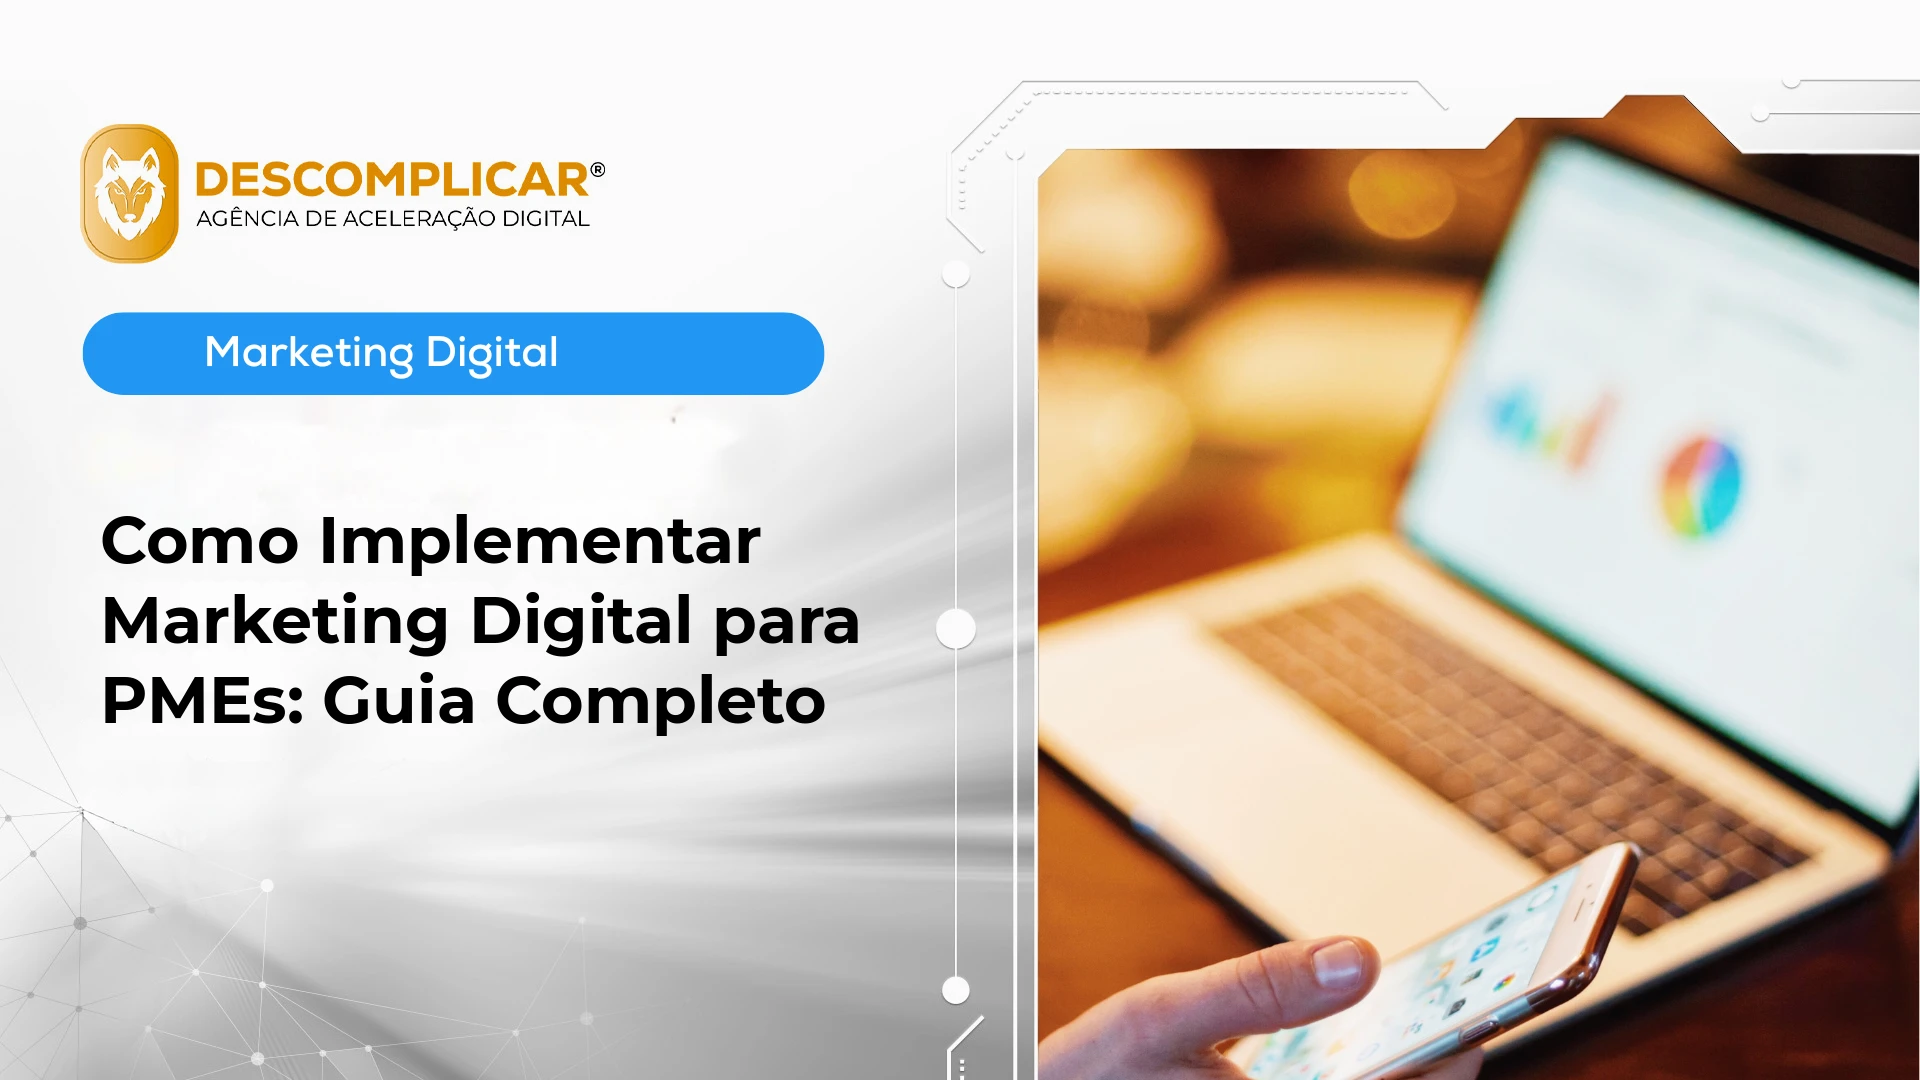 DESCOMPLICAR®
AGÊNCIA DE ACELERAÇÃO DIGITAL
Marketing Digital
Como Implementar
Marketing Digital para
PMEs: Guia Completo